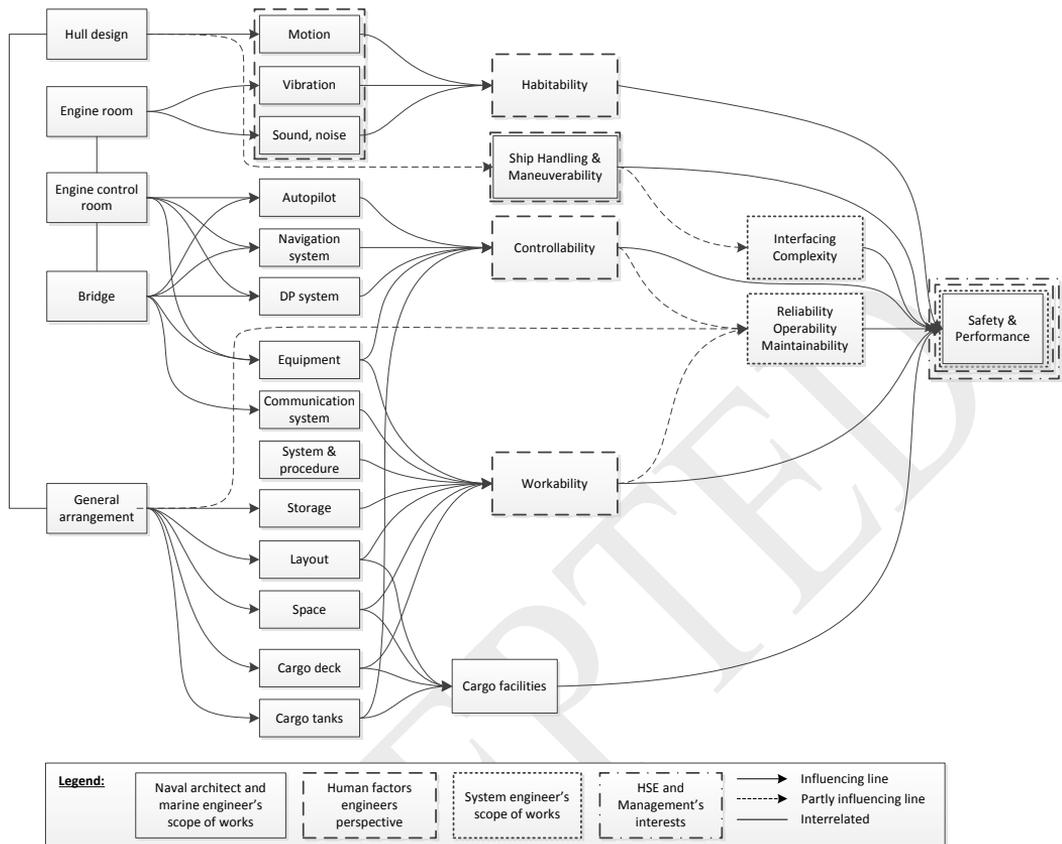 Hull design
Engine room
Engine control
room
Bridge
General
arrangement
Motion
Vibration
Sound, noise
Autopilot
Navigation
system
DP system
Equipment
Communication
system
System &
procedure
Storage
Layout
Space
Cargo deck
Cargo tanks
Habitability
Ship Handling &
Maneuverability
Controllability
Workability
Cargo facilities
Interfacing
Complexity
Reliability
Operability
Maintainability
Safety &
Performance
EPTED
Legend:
Naval architect and
marine engineer's
scope of works
Human factors
engineers
perspective
System engineer's
scope of works
HSE and
Management's
interests
Influencing line
Partly influencing line
Interrelated